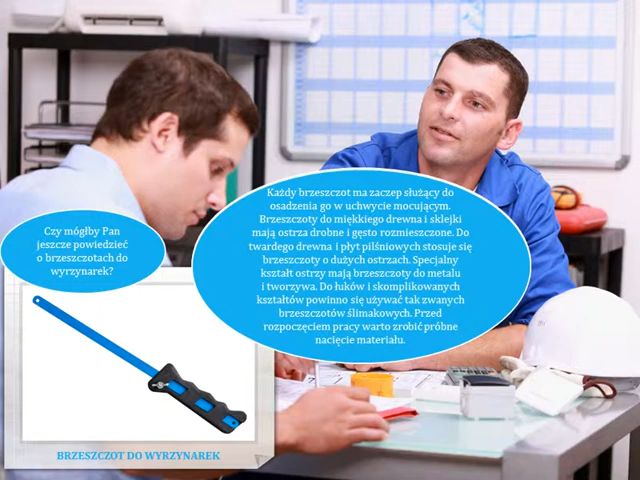 Czy mógłby Pan
jeszcze powiedzieć
o brzeszczotach do
wyrzynarek?
Każdy brzeszczot ma zaczep służący do
osadzenia go w uchwycie mocującym.
Brzeszczoty do miękkiego drewna i sklejki
mają ostrza drobne i gęsto rozmieszczone. Do
twardego drewna i płyt pilśniowych stosuje się
brzeszczoty o dużych ostrzach. Specjalny
kształt ostrzy mają brzeszczoty do metalu
i tworzywa. Do łuków i skomplikowanych
kształtów powinno się używać tak zwanych
brzeszczotów ślimakowych. Przed
rozpoczęciem pracy warto zrobić próbne
nacięcie materiału.
BRZESZCZOT DO WYRZYNAREK